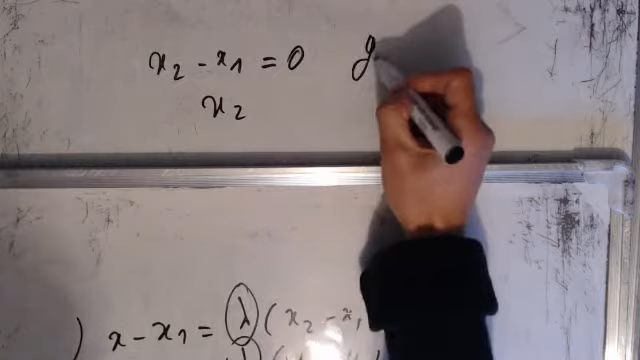 x₂ - x₁ = 0 y
x₂
) x - x₁ = λ ( x₂ - x₁